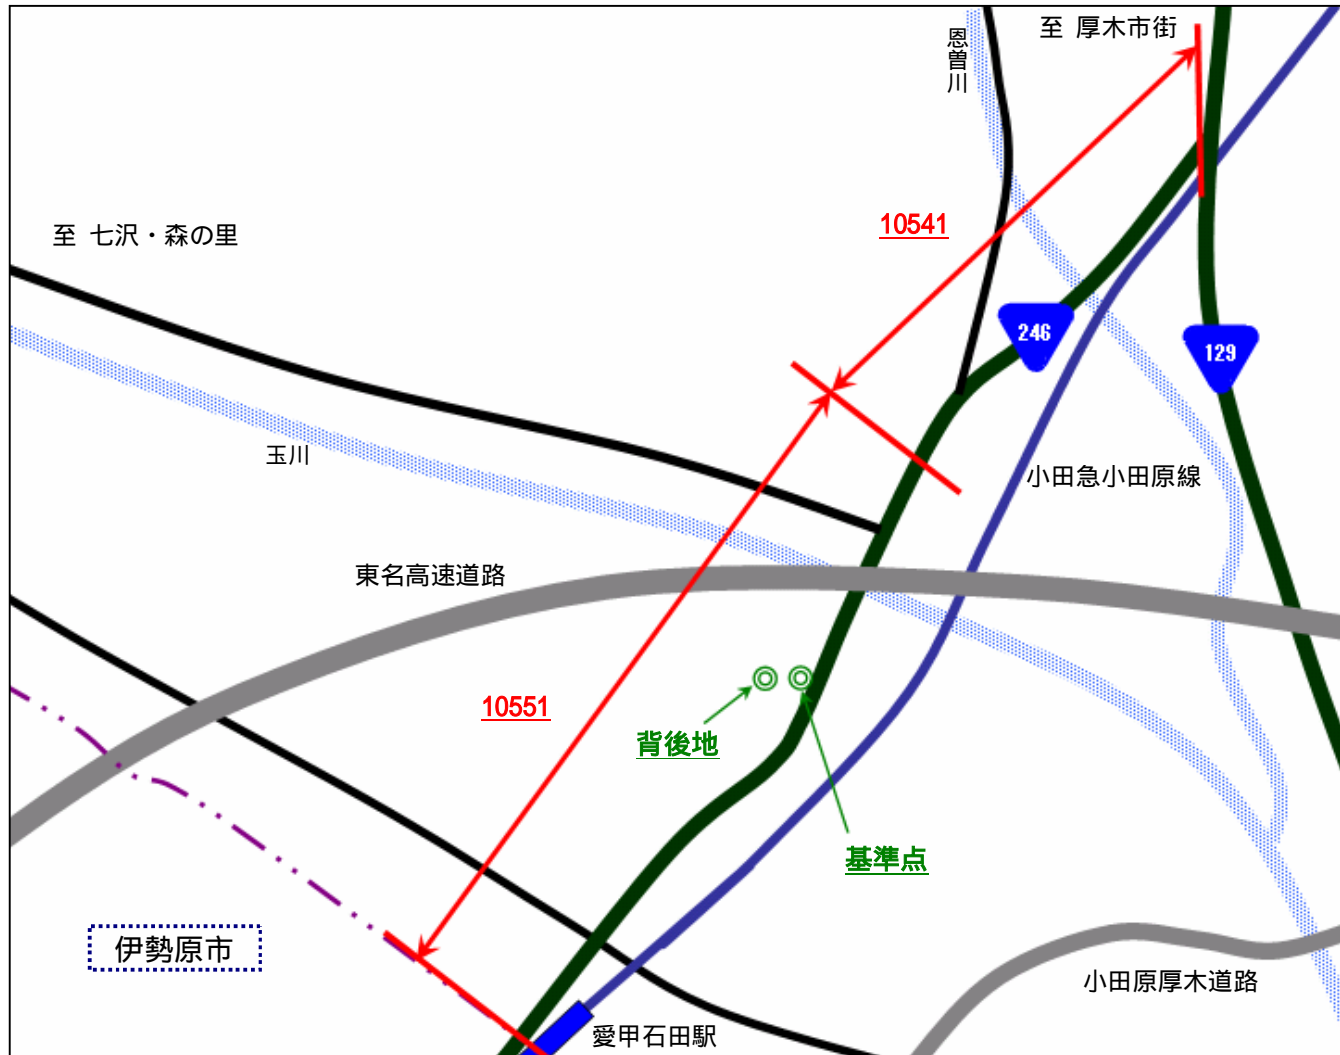 至 厚木市街
恩曽川
10541
至 七沢・森の里
246
129
玉川
小田急小田原線
東名高速道路
10551
背後地
基準点
伊勢原市
小田原厚木道路
愛甲石田駅